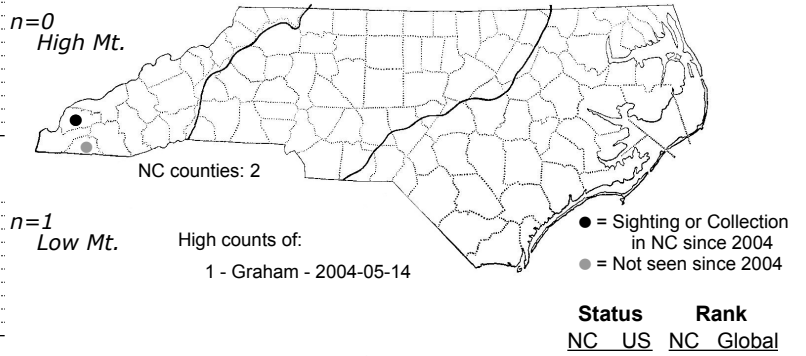 n=0
High Mt.
NC counties: 2
n=1
Low Mt.
High counts of:
1 - Graham - 2004-05-14
● = Sighting or Collection
in NC since 2004
● = Not seen since 2004
Status Rank
NC US NC Global